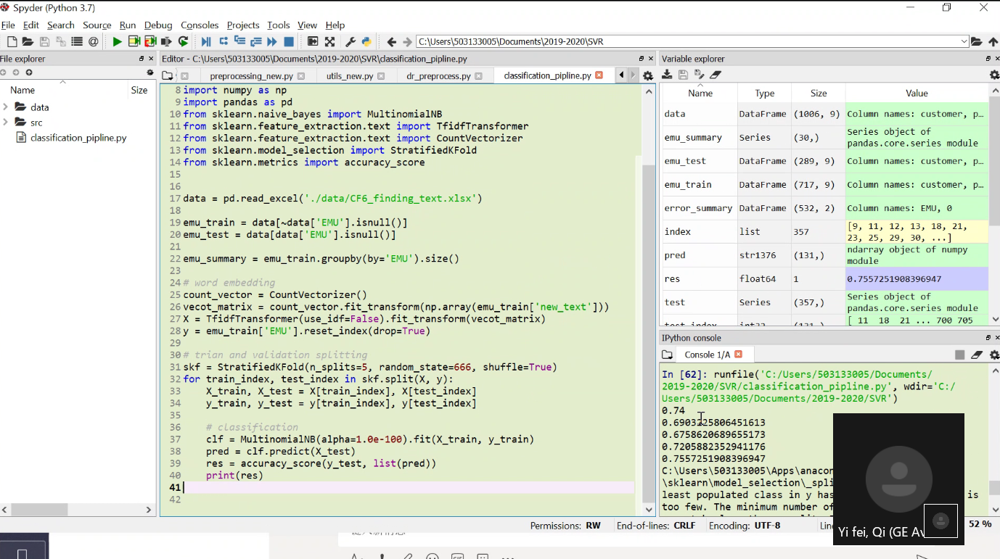 Spyder (Python 3.7)
File Edit Search Source Run Debug Consoles Projects Tools View Help
C:\Users\503133005\Documents\2019-2020\SVR
File explorer
Name Size
data
src
classification_pipline.py
Editor - C:\Users\503133005\Documents\2019-2020\SVR\classification_pipline.py
preprocessing_new.py utils_new.py dr_preprocess.py classification_pipline.py
8 import numpy as np
9 import pandas as pd
10 from sklearn.naive_bayes import MultinomialNB
11 from sklearn.feature_extraction.text import TfidfTransformer
12 from sklearn.feature_extraction.text import CountVectorizer
13 from sklearn.model_selection import StratifiedKFold
14 from sklearn.metrics import accuracy_score
15
16
17 data = pd.read_excel('./data/CF6_finding_text.xlsx')
18
19 emu_train = data[~data['EMU'].isnull()]
20 emu_test = data[data['EMU'].isnull()]
21
22 emu_summary = emu_train.groupby(by='EMU').size()
23
24 # word embedding
25 count_vector = CountVectorizer()
26 vecot_matrix = count_vector.fit_transform(np.array(emu_train['new_text']))
27 X = TfidfTransformer(use_idf=False).fit_transform(vecot_matrix)
28 y = emu_train['EMU'].reset_index(drop=True)
29
30 # trian and validation splitting
31 skf = StratifiedKFold(n_splits=5, random_state=666, shuffle=True)
32 for train_index, test_index in skf.split(X, y):
33 X_train, X_test = X[train_index], X[test_index]
34 y_train, y_test = y[train_index], y[test_index]
35
36 # classification
37 clf = MultinomialNB(alpha=1.0e-100).fit(X_train, y_train)
38 pred = clf.predict(X_test)
39 res = accuracy_score(y_test, list(pred))
40 print(res)
41
42
Variable explorer
Name Type Size Value
data DataFrame (1006, 9) Column names: customer, p...
emu_summary Series (30,) Series object of
pandas.core.series module
emu_test DataFrame (289, 9) Column names: customer, p...
emu_train DataFrame (717, 9) Column names: customer, p...
error_summary DataFrame (532, 2) Column names: EMU, 0
index list 357 [9, 11, 12, 13, 18, 21,
23, 25, 29, 30, ...]
pred str1376 (131,) ndarray object of numpy
module
res float64 1 0.7557251908396947
test Series (357,) Series object of
pandas.core.series module
[ 11 18 21 ... 700 705
IPython console
Console 1/A
In [62]: runfile('C:/Users/503133005/Documents/
2019-2020/SVR/classification_pipline.py', wdir='C:/
Users/503133005/Documents/2019-2020/SVR')
0.74
0.6903225806451613
0.6758620689655173
0.7205882352941176
0.7557251908396947
C:\Users\503133005\Apps\anacon
\sklearn\model_selection\_spli
least populated class in y has is
too few. The minimum number of
Yi fei, Qi (GE Av
Permissions: RW End-of-lines: CRLF Encoding: UTF-8 52 %